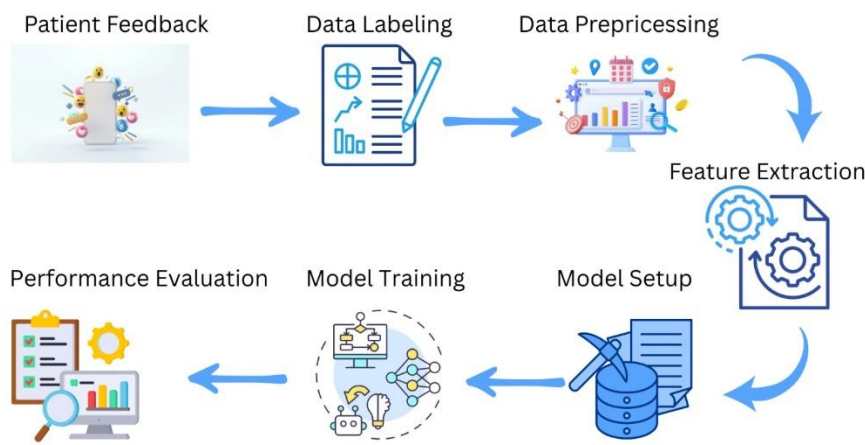 Patient Feedback
Data Labeling
Data Prepricessing
Feature Extraction
Performance Evaluation
Model Training
Model Setup